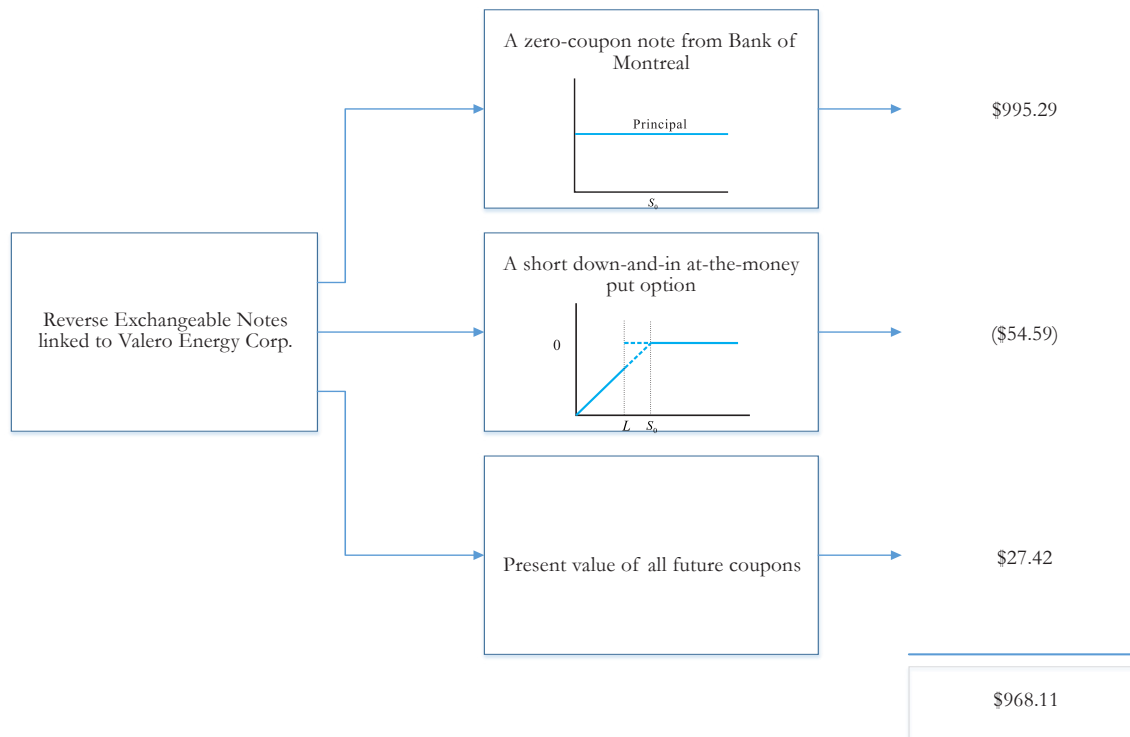 A zero-coupon note from Bank of
Montreal
Principal
S₀
$995.29
Reverse Exchangeable Notes
linked to Valero Energy Corp.
A short down-and-in at-the-money
put option
0
L S₀
($54.59)
Present value of all future coupons
$27.42
$968.11